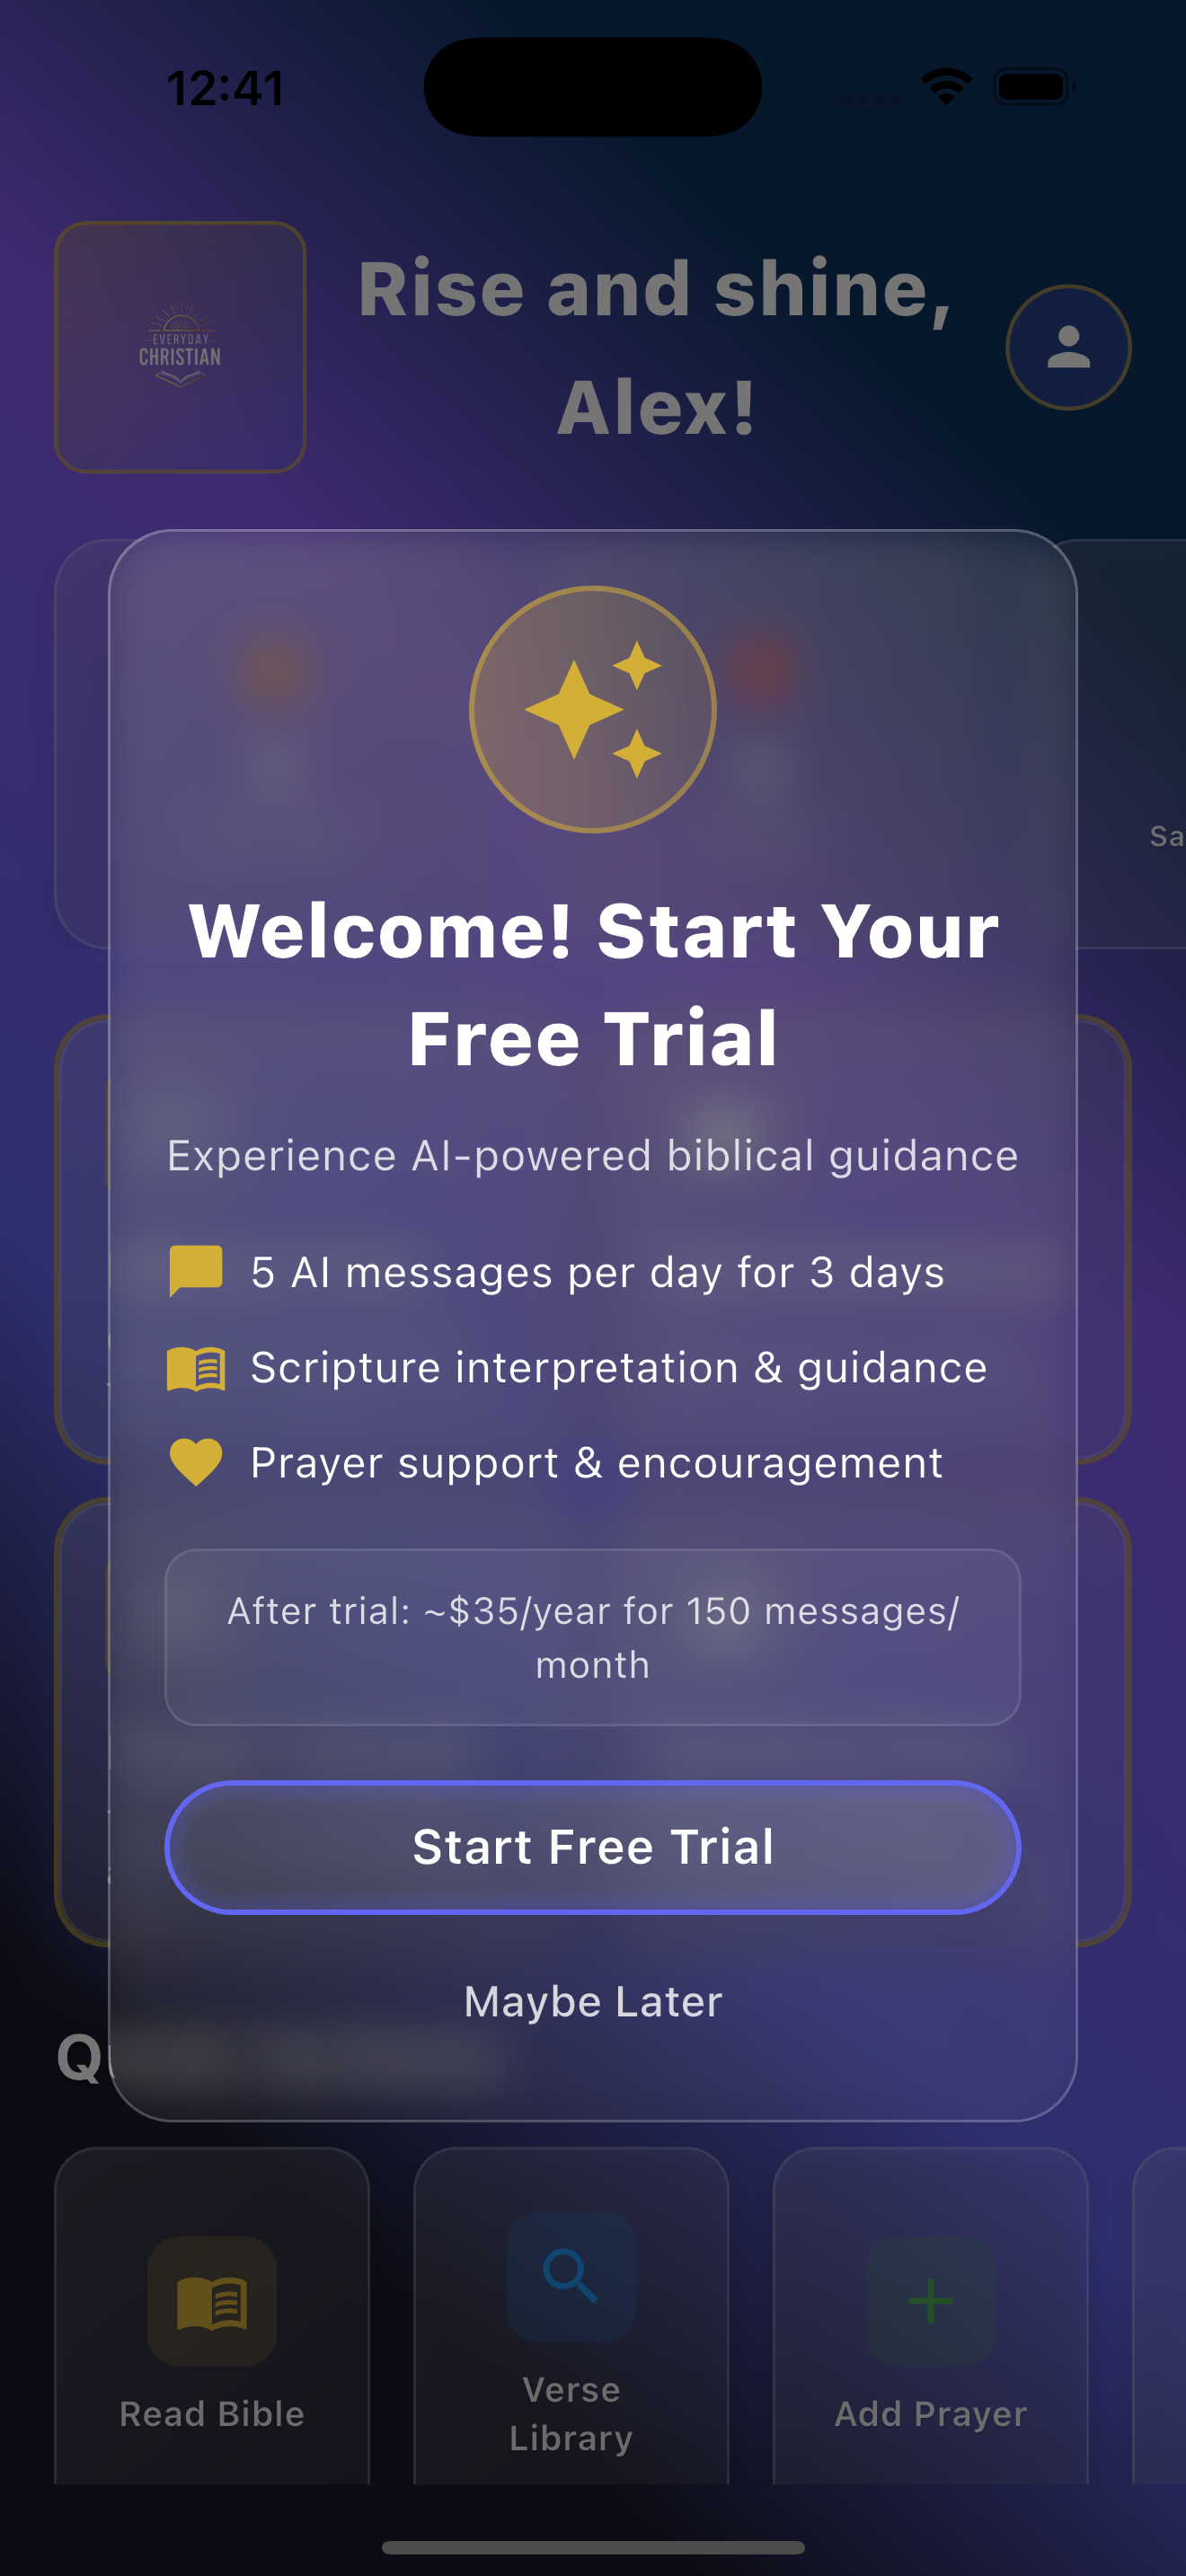 12:41
EVERYDAY
CHRISTIAN
Rise and shine,
Alex!
Welcome! Start Your
Free Trial
Experience AI-powered biblical guidance
5 AI messages per day for 3 days
Scripture interpretation & guidance
Prayer support & encouragement
After trial: ~$35/year for 150 messages/
month
Start Free Trial
Maybe Later
Read Bible
Verse
Library
Add Prayer